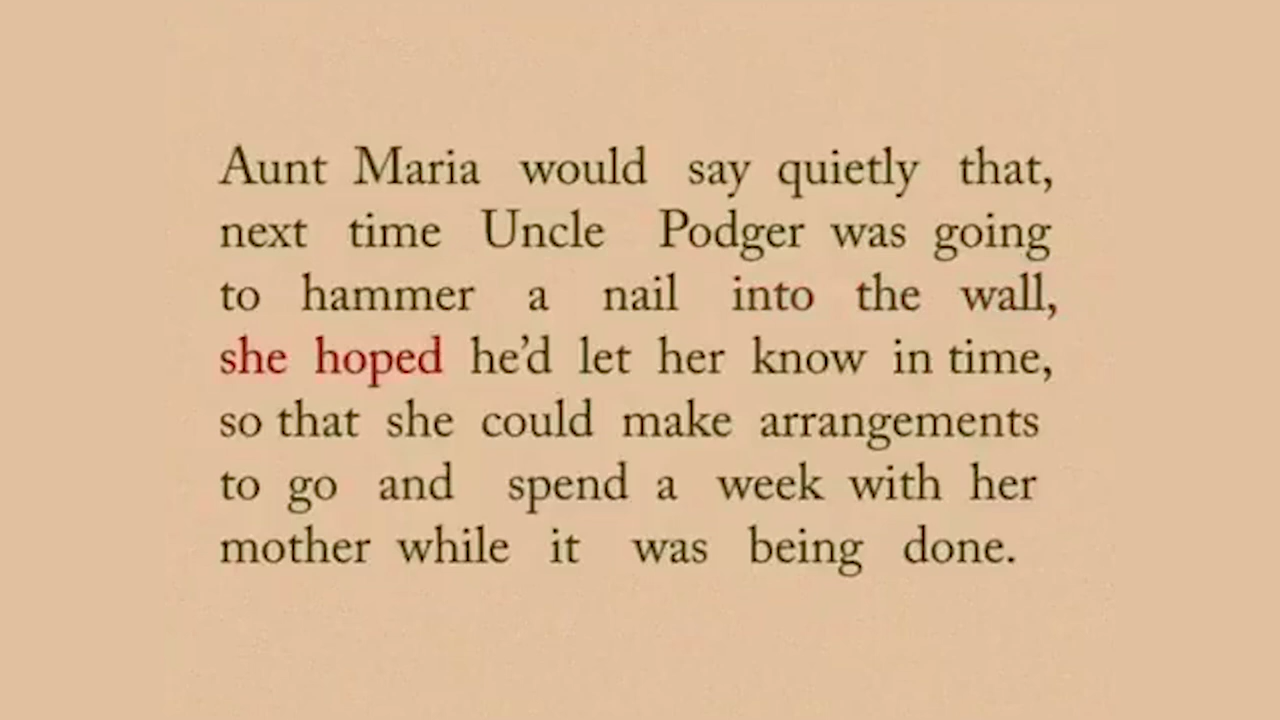 Aunt Maria would say quietly that,
next time Uncle Podger was going
to hammer a nail into the wall,
she hoped he’d let her know in time,
so that she could make arrangements
to go and spend a week with her
mother while it was being done.